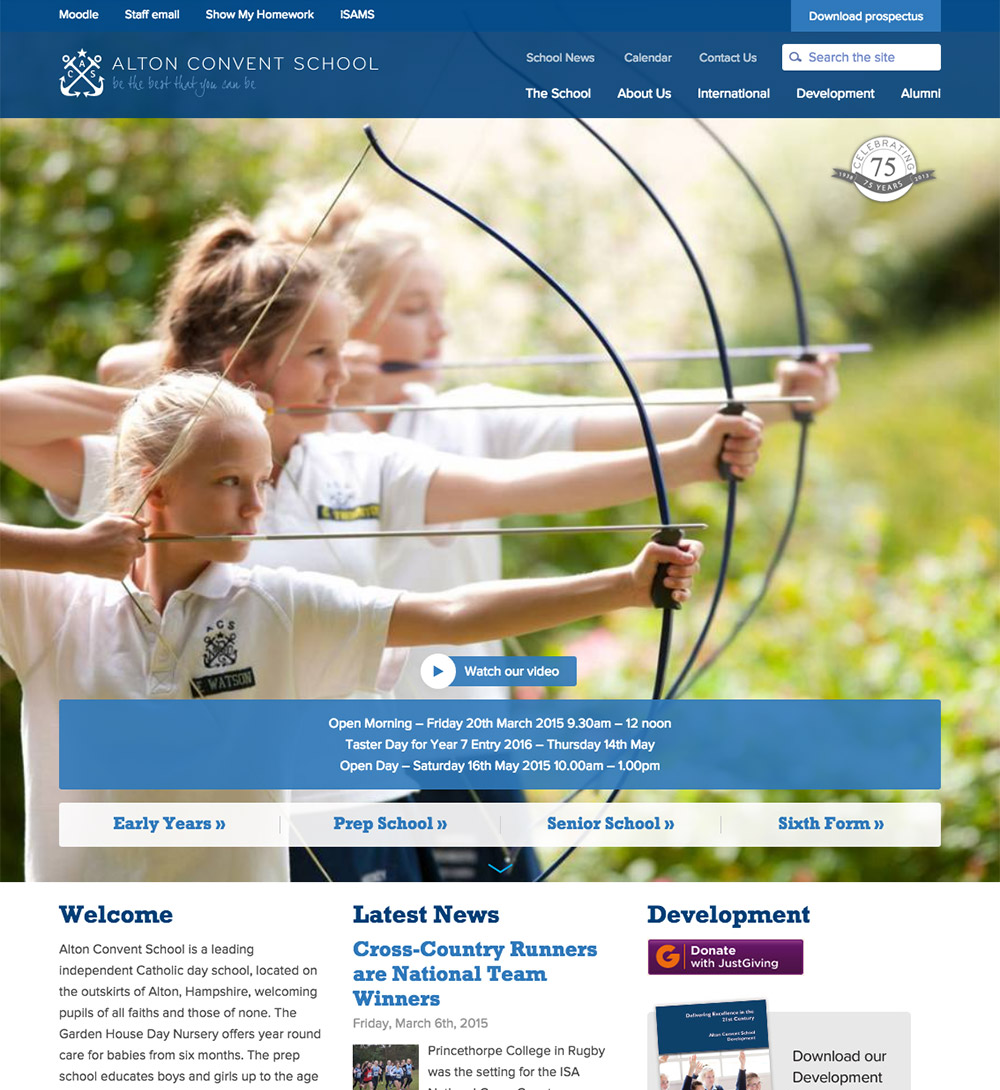 Moodle
Staff email
Show My Homework
ISAMS
Download prospectus
ACS
ALTON CONVENT SCHOOL
be the best that you can be
School News
Calendar
Contact Us
Search the site
The School
About Us
International
Development
Alumni
CELEBRATING
75
1938
75 YEARS
2013
ACS
E WATSON
Watch our video
Open Morning – Friday 20th March 2015 9.30am – 12 noon
Taster Day for Year 7 Entry 2016 – Thursday 14th May
Open Day – Saturday 16th May 2015 10.00am – 1.00pm
Early Years »
Prep School »
Senior School »
Sixth Form »
Welcome
Alton Convent School is a leading
independent Catholic day school, located on
the outskirts of Alton, Hampshire, welcoming
pupils of all faiths and those of none. The
Garden House Day Nursery offers year round
care for babies from six months. The prep
school educates boys and girls up to the age
Latest News
Cross-Country Runners
are National Team
Winners
Friday, March 6th, 2015
Princethorpe College in Rugby
was the setting for the ISA
Development
G
Donate
with JustGiving
Delivering Excellence in the
21st Century
Alton Convent School
Development
Download our
Development